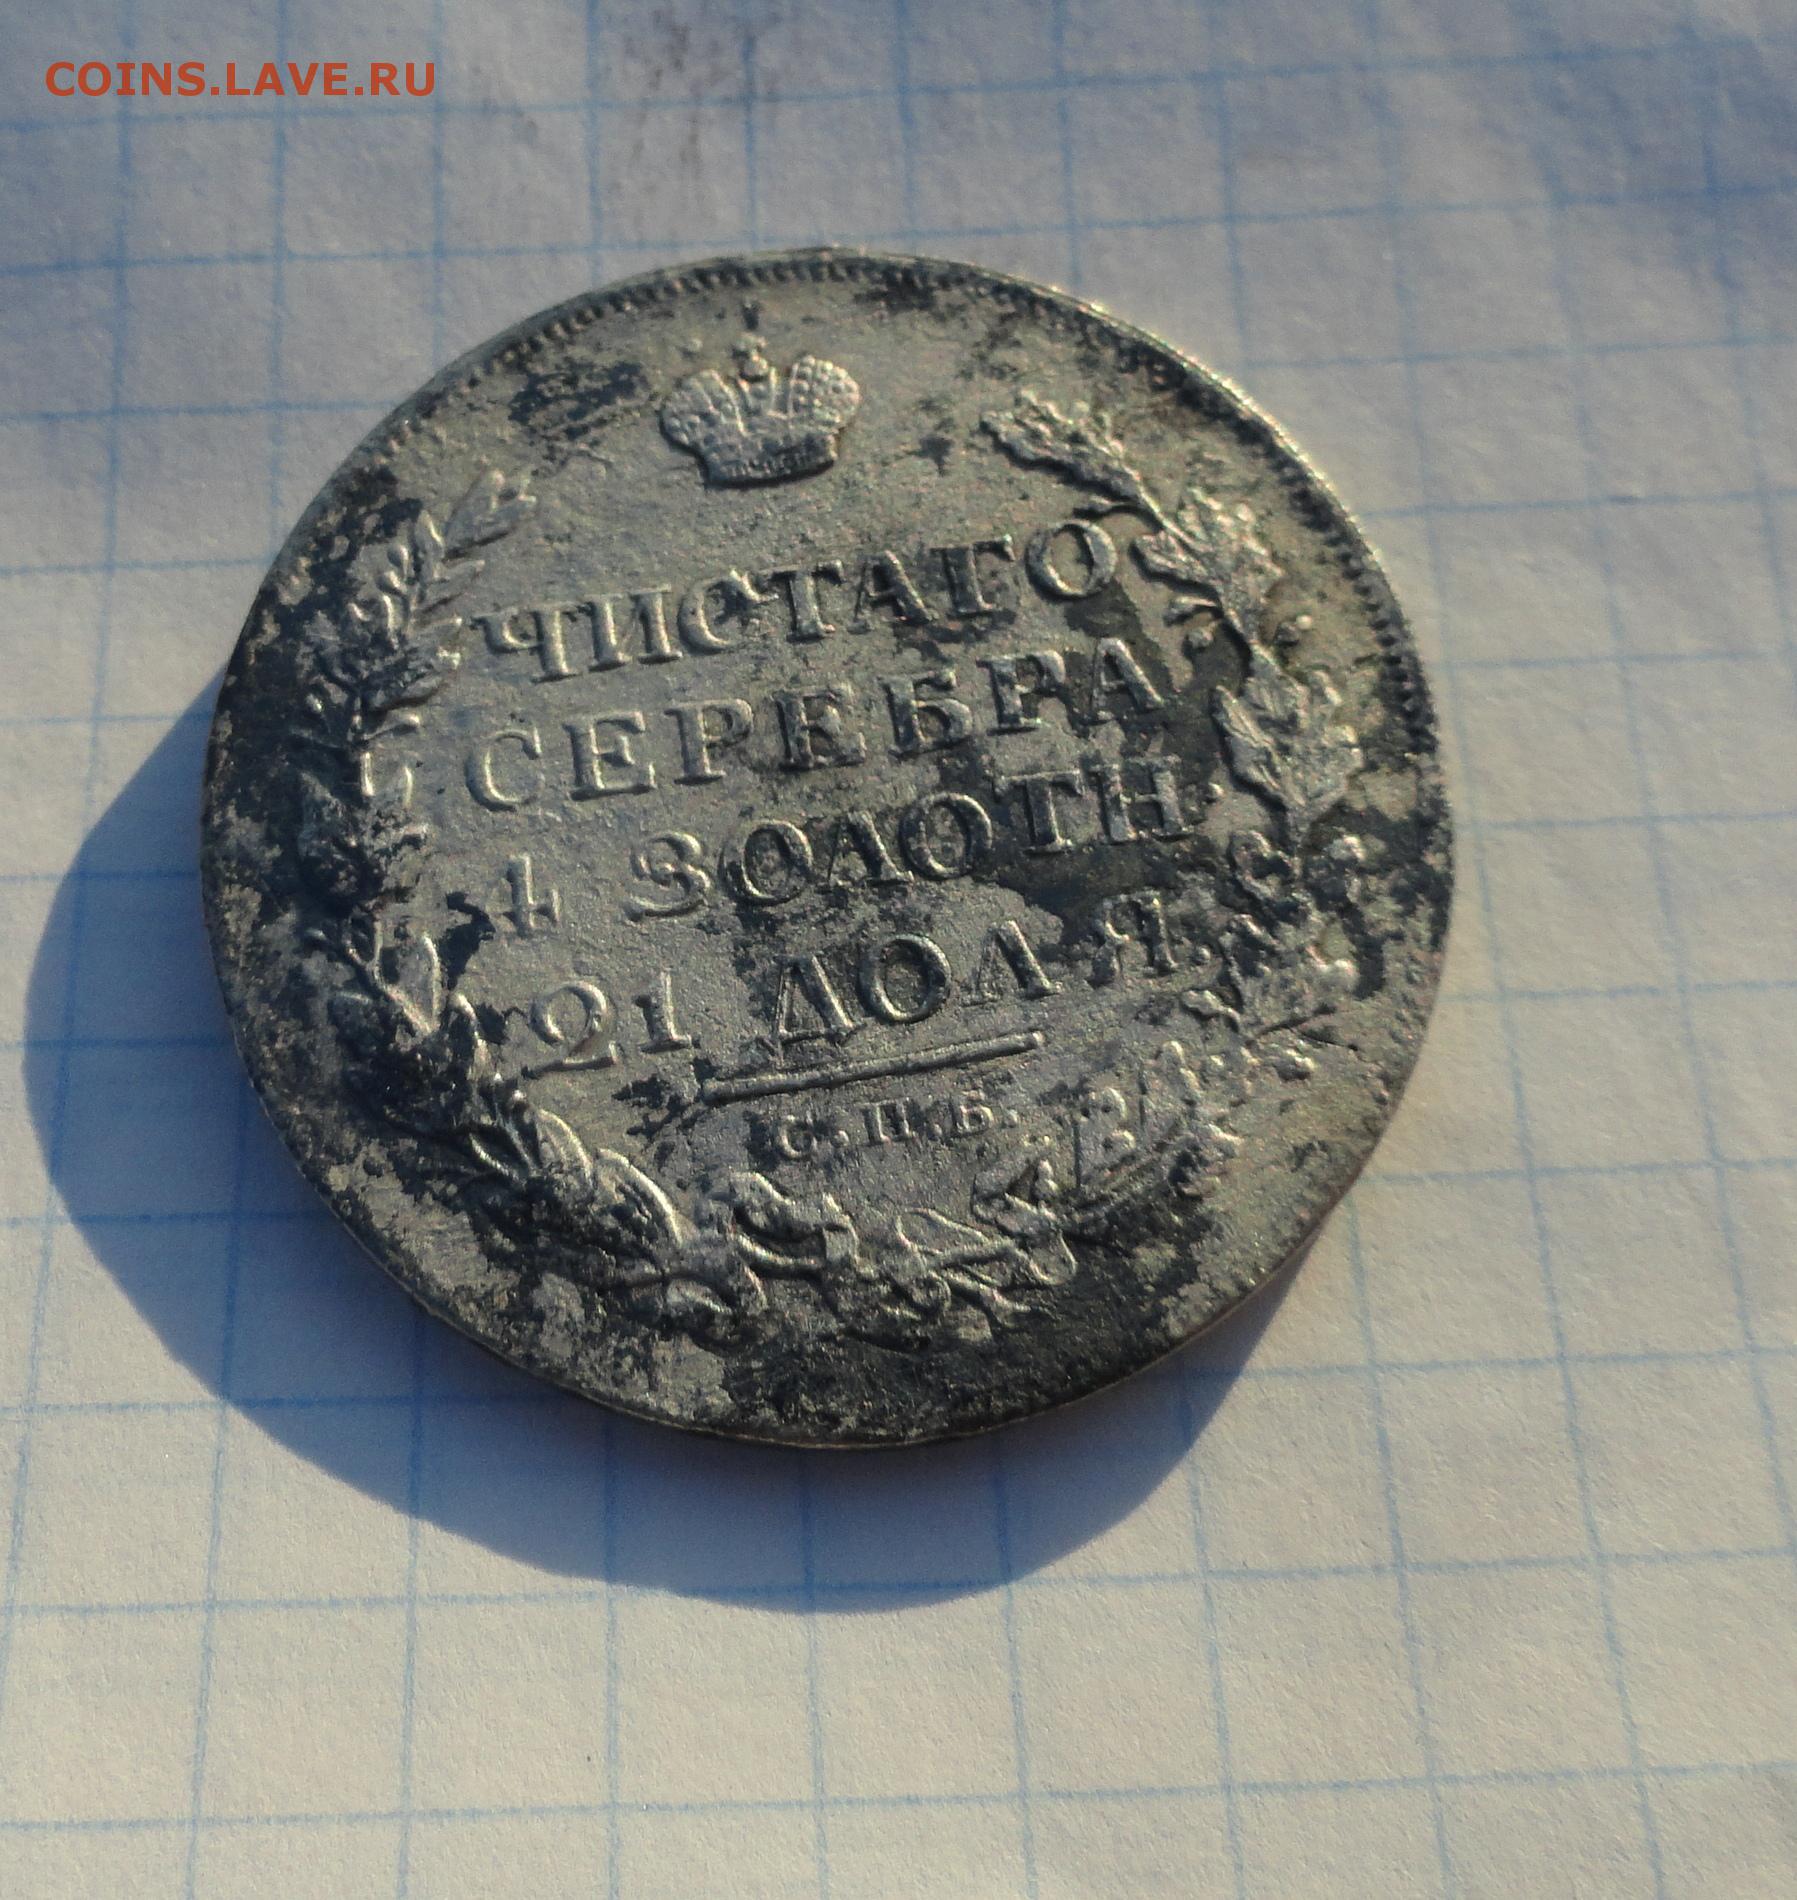 COINS.LAVE.RU
ЧИСТАГО
СЕРЕБРА
4 ЗОЛОТН.
21 ДОЛЯ.
С.П.Б.